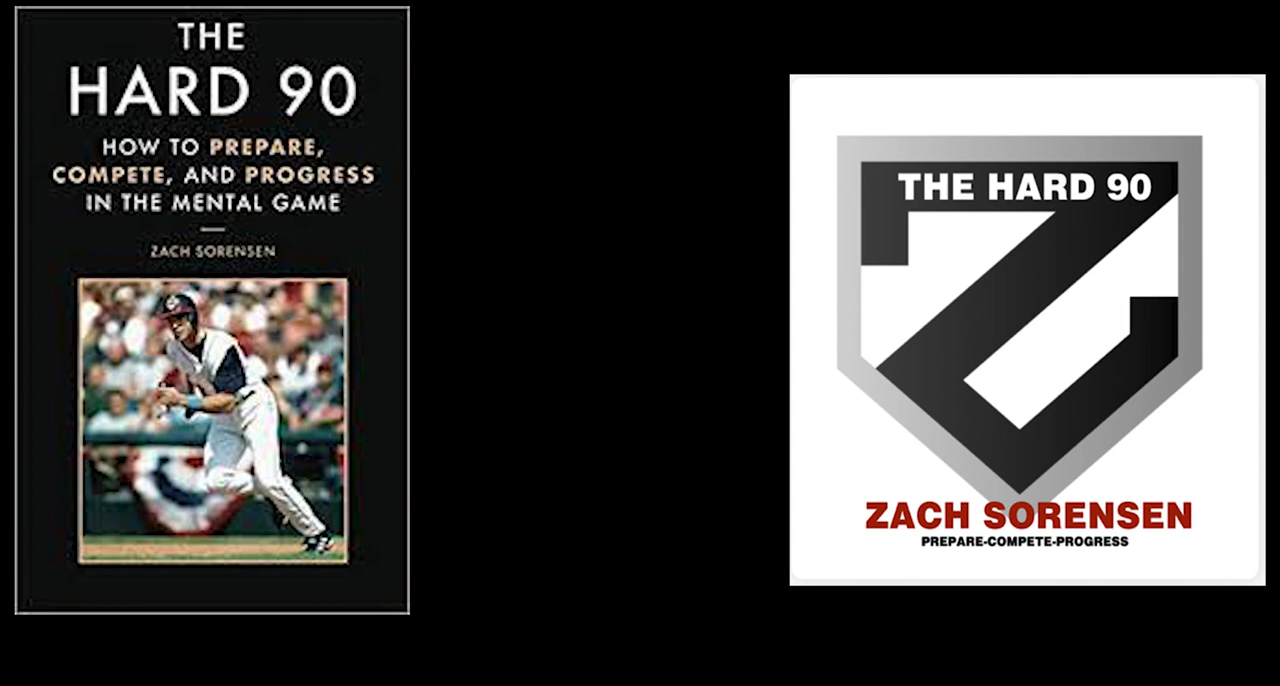 THE
HARD 90
HOW TO PREPARE,
COMPETE, AND PROGRESS
IN THE MENTAL GAME
ZACH SORENSEN
THE HARD 90
ZACH SORENSEN
PREPARE-COMPETE-PROGRESS